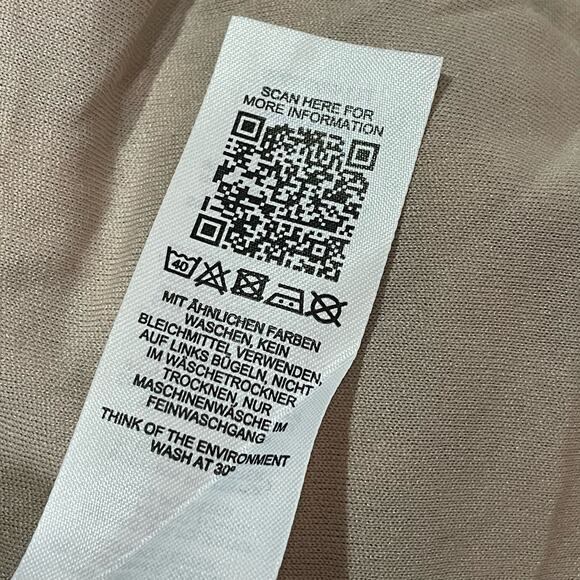 SCAN HERE FOR
MORE INFORMATION
40
MIT ÄHNLICHEN FARBEN
WASCHEN, KEIN
BLEICHMITTEL VERWENDEN,
AUF LINKS BÜGELN, NICHT
IM WÄSCHETROCKNER
TROCKNEN, NUR
MASCHINENWÄSCHE IM
FEINWASCHGANG
THINK OF THE ENVIRONMENT
WASH AT 30º